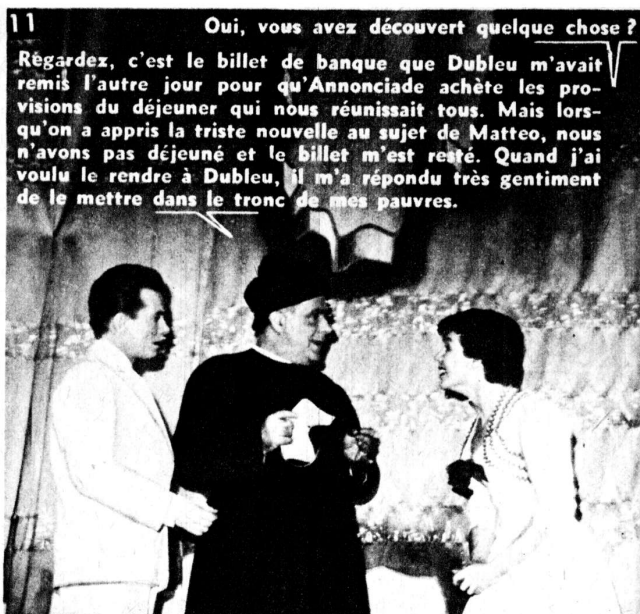 11
Oui, vous avez découvert quelque chose ?
Regardez, c'est le billet de banque que Dubleu m'avait
remis l'autre jour pour qu'Annonciade achète les pro-
visions du déjeuner qui nous réunissait tous. Mais lors-
qu'on a appris la triste nouvelle au sujet de Matteo, nous
n'avons pas déjeuné et le billet m'est resté. Quand j'ai
voulu le rendre à Dubleu, il m'a répondu très gentiment
de le mettre dans le tronc de mes pauvres.